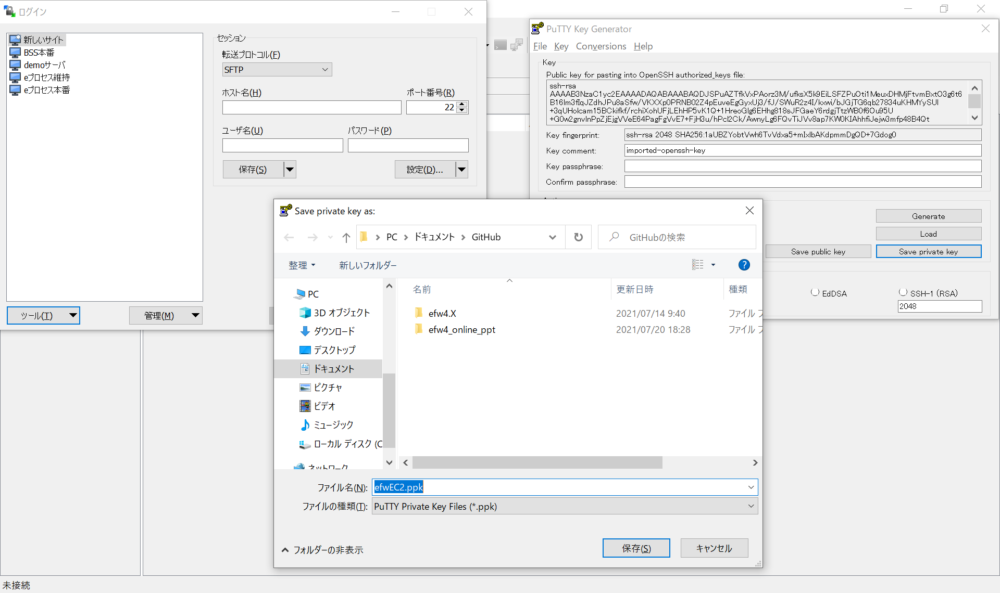 ログイン
新しいサイト
BSS本番
demoサーバ
eプロセス維持
eプロセス本番
セッション
転送プロトコル(F)
SFTP
ホスト名(H)
ポート番号(R)
22
ユーザ名(U)
パスワード(P)
保存(S)
設定(D)...
ツール(T)
管理(M)
PuTTY Key Generator
File Key Conversions Help
Key
Public key for pasting into OpenSSH authorized_keys file:
ssh-rsa
AAAAB3NzaC1yc2EAAAADAQABAAABAQDJSPuAZTfkVxPAorz3M/ufksX5k9EiLSFZPuOti1MeuxDHMjFtvmBxtO3g6t6
B16Im3fIqJZdhJPu8aSfw/VKXXp0PRNB02Z4pEuveEgGyxUj3/fJ/SWuR2z4I/kxwi/bJGjTG6qb27834uKHMYySUI
+3qUHolcam15BCkifkf/rchiXohUFjLEhHP5vK1Q+1HreoGlg6EHhg818sJFGaeY6rdgjTtzWB0f6Ou95U
+G0w2gnvInPpZjEjgVVeE64PagFgVvE7+FjH3u/hPcI2Ck/AwnyLg6FQvTiJVv8ap7KW0KIAhhfiJejw3mfp48B4Qt
Key fingerprint:
ssh-rsa 2048 SHA256:1aUBZYobtVwh6TvVdxa5+mIxlbAKdpmmDgQD+7Gdog0
Key comment:
imported-openssh-key
Key passphrase:
Confirm passphrase:
Generate
Load
Save public key
Save private key
EdDSA
SSH-1 (RSA)
2048
Save private key as:
PC
ドキュメント
GitHub
GitHubの検索
整理
新しいフォルダー
PC
3D オブジェクト
ダウンロード
デスクトップ
ドキュメント
ピクチャ
ビデオ
ミュージック
ローカル ディスク (C
ネットワーク
名前
更新日時
種類
efw4.X
2021/07/14 9:40
ファイル フ
efw4_online_ppt
2021/07/20 18:28
ファイル フ
ファイル名(N):
efwEC2.ppk
ファイルの種類(T):
PuTTY Private Key Files (*.ppk)
フォルダーの非表示
保存(S)
キャンセル
未接続